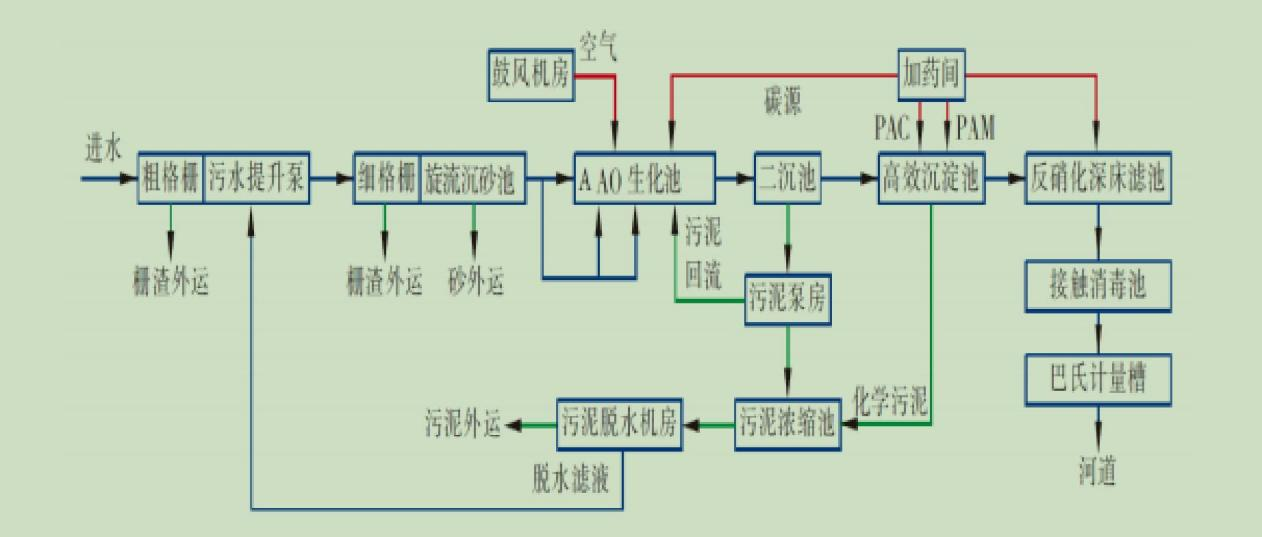 空气
鼓风机房
加药间
碳源
PAC
PAM
进水
粗格栅
污水提升泵
细格栅
旋流沉砂池
A AO 生化池
二沉池
高效沉淀池
反硝化深床滤池
污泥
回流
栅渣外运
栅渣外运
砂外运
污泥泵房
接触消毒池
巴氏计量槽
化学污泥
污泥外运
污泥脱水机房
污泥浓缩池
脱水滤液
河道